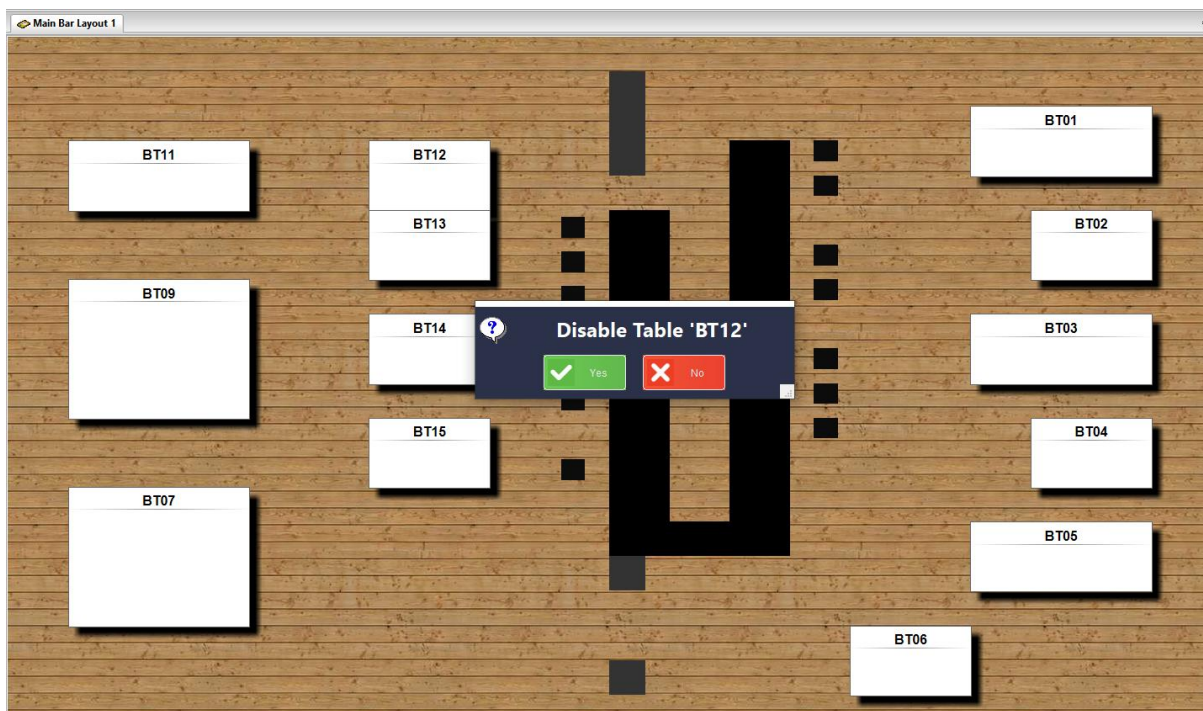 Main Bar Layout 1
BT01
BT11
BT12
BT13
BT02
BT09
BT14
BT03
Disable Table 'BT12'
Yes
No
BT15
BT04
BT07
BT05
BT06